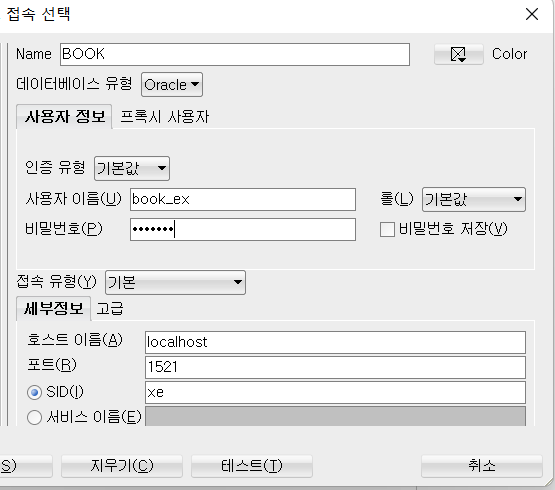 접속 선택
Name BOOK Color
데이터베이스 유형 Oracle
사용자 정보 프록시 사용자
인증 유형 기본값
사용자 이름(U) book_ex 롤(L) 기본값
비밀번호(P) ••••••• 비밀번호 저장(V)
접속 유형(Y) 기본
세부정보 고급
호스트 이름(A) localhost
포트(R) 1521
SID(I) xe
서비스 이름(E)
S) 지우기(C) 테스트(T) 취소